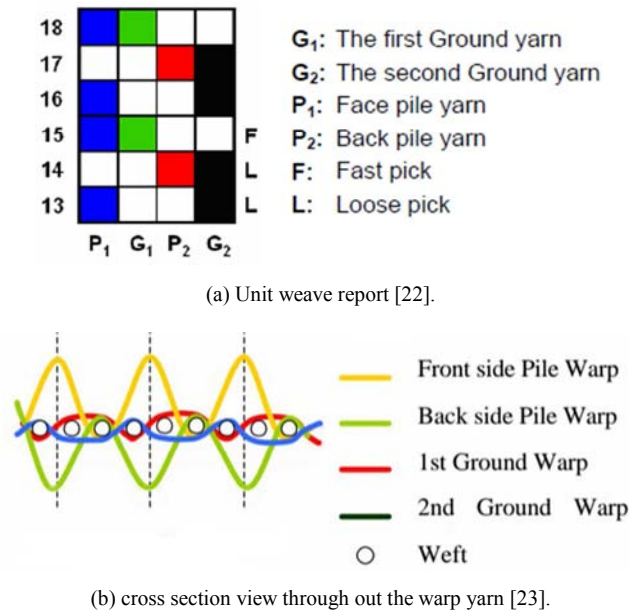 18
17
16
15 F
14 L
13 L
P₁ G₁ P₂ G₂
G₁: The first Ground yarn
G₂: The second Ground yarn
P₁: Face pile yarn
P₂: Back pile yarn
F: Fast pick
L: Loose pick
(a) Unit weave report [22].
Front side Pile Warp
Back side Pile Warp
1st Ground Warp
2nd Ground Warp
Weft
(b) cross section view through out the warp yarn [23].